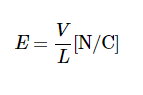 E = V/L [N/C]